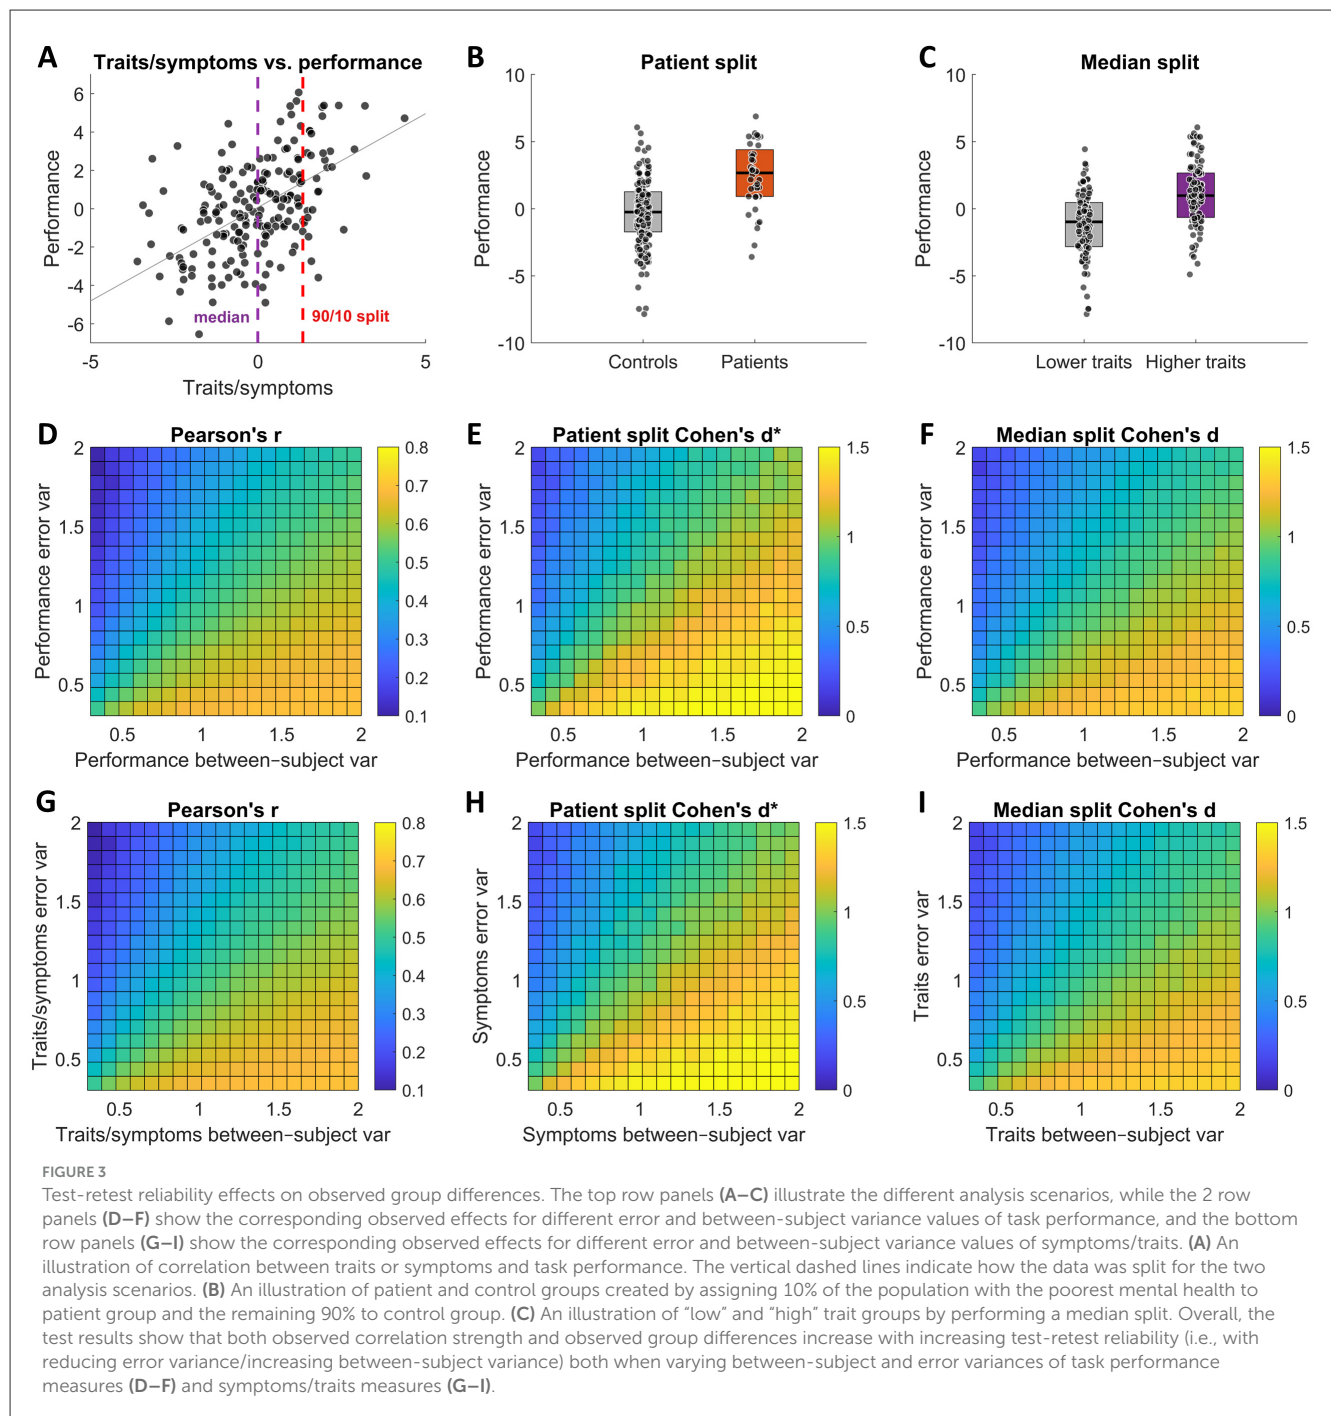 A
Traits/symptoms vs. performance
6
4
2
0
-2
-4
-6
Performance
median
90/10 split
-5
0
5
Traits/symptoms
B
Patient split
10
5
0
-5
-10
Performance
Controls
Patients
C
Median split
10
5
0
-5
-10
Performance
Lower traits
Higher traits
D
Pearson's r
2
1.5
1
0.5
Performance error var
0.5
1
1.5
2
Performance between-subject var
0.8
0.7
0.6
0.5
0.4
0.3
0.2
0.1
E
Patient split Cohen's d*
2
1.5
1
0.5
Performance error var
0.5
1
1.5
2
Performance between-subject var
1.5
1
0.5
0
F
Median split Cohen's d
2
1.5
1
0.5
Performance error var
0.5
1
1.5
2
Performance between-subject var
1.5
1
0.5
0
G
Pearson's r
2
1.5
1
0.5
Traits/symptoms error var
0.5
1
1.5
2
Traits/symptoms between-subject var
0.8
0.7
0.6
0.5
0.4
0.3
0.2
0.1
H
Patient split Cohen's d*
2
1.5
1
0.5
Symptoms error var
0.5
1
1.5
2
Symptoms between-subject var
1.5
1
0.5
0
I
Median split Cohen's d
2
1.5
1
0.5
Traits error var
0.5
1
1.5
2
Traits between-subject var
1.5
1
0.5
0
FIGURE 3
Test-retest reliability effects on observed group differences. The top row panels (A–C) illustrate the different analysis scenarios, while the 2 row
panels (D–F) show the corresponding observed effects for different error and between-subject variance values of task performance, and the bottom
row panels (G–I) show the corresponding observed effects for different error and between-subject variance values of symptoms/traits. (A) An
illustration of correlation between traits or symptoms and task performance. The vertical dashed lines indicate how the data was split for the two
analysis scenarios. (B) An illustration of patient and control groups created by assigning 10% of the population with the poorest mental health to
patient group and the remaining 90% to control group. (C) An illustration of “low” and “high” trait groups by performing a median split. Overall, the
test results show that both observed correlation strength and observed group differences increase with increasing test-retest reliability (i.e., with
reducing error variance/increasing between-subject variance) both when varying between-subject and error variances of task performance
measures (D–F) and symptoms/traits measures (G–I).